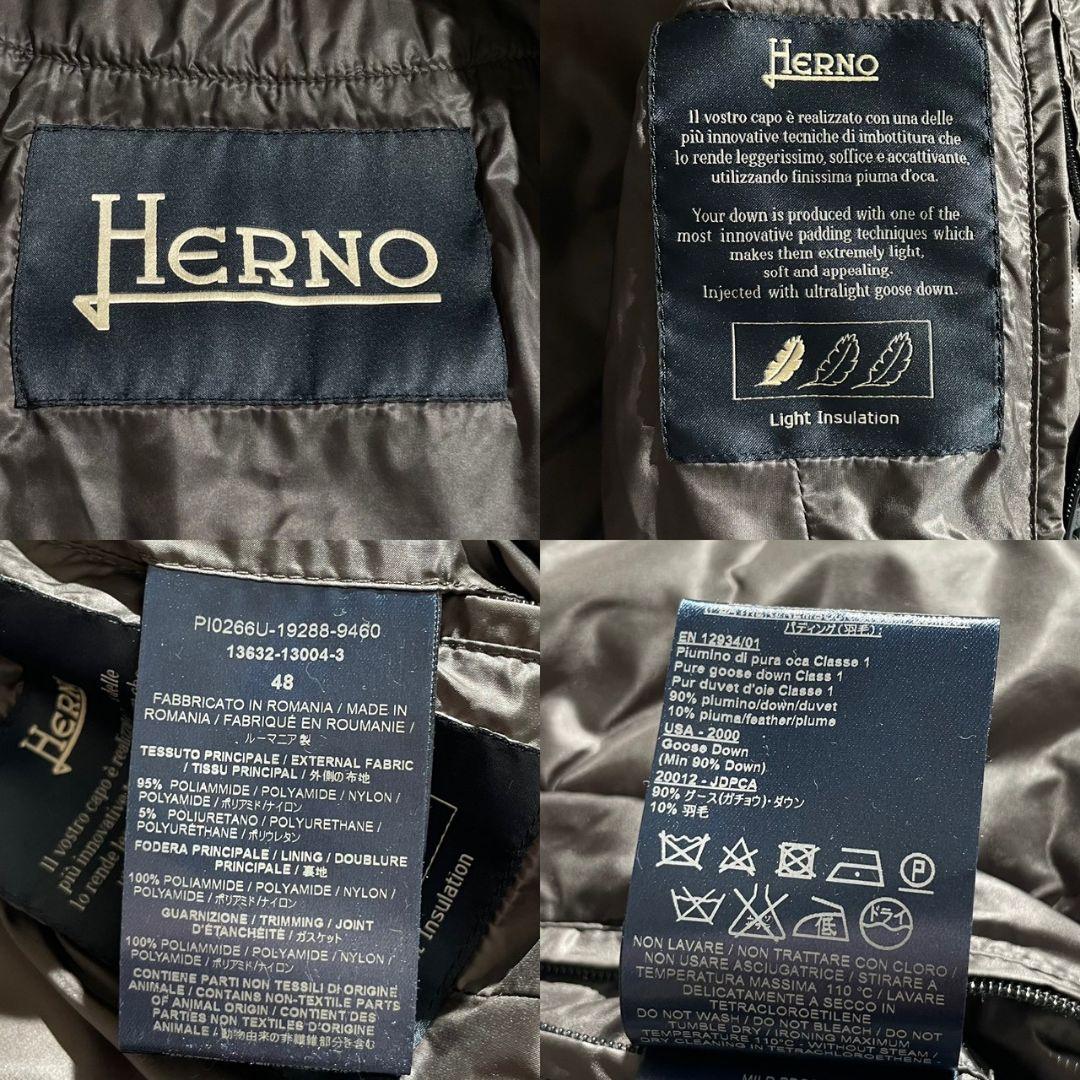 HERNO
HERNO
Il vostro capo è realizzato con una delle
più innovative tecniche di imbottitura che
lo rende leggerissimo, soffice e accattivante,
utilizzando finissima piuma d'oca.
Your down is produced with one of the
most innovative padding techniques which
makes them extremely light,
soft and appealing.
Injected with ultralight goose down.
Light Insulation
HERN
Il vostro capo è reali
più innovativ
lo rende l
delle
Insulation
PI0266U-19288-9460
13632-13004-3
48
FABBRICATO IN ROMANIA / MADE IN
ROMANIA / FABRIQUÉ EN ROUMANIE /
ルーマニア製
TESSUTO PRINCIPALE / EXTERNAL FABRIC
/ TISSU PRINCIPAL / 外側の布地
95% POLIAMMIDE / POLYAMIDE / NYLON /
POLYAMIDE / ポリアミド/ナイロン
5% POLIURETANO / POLYURETHANE /
POLYURÉTHANE / ポリウレタン
FODERA PRINCIPALE / LINING / DOUBLURE
PRINCIPALE / 裏地
100% POLIAMMIDE / POLYAMIDE / NYLON /
POLYAMIDE / ポリアミド/ナイロン
GUARNIZIONE / TRIMMING / JOINT
D'ÉTANCHÉITÉ / ガスケット
100% POLIAMMIDE / POLYAMIDE / NYLON /
POLYAMIDE / ポリアミド/ナイロン
CONTIENE PARTI NON TESSILI DI ORIGINE
ANIMALE / CONTAINS NON-TEXTILE PARTS
OF ANIMAL ORIGIN / CONTIENT DES
PARTIES NON TEXTILES D'ORIGINE
ANIMALE / 動物由来の非繊維部分を含む
パディング(羽毛):
EN 12934/01
Piumino di pura oca Classe 1
Pure goose down Class 1
Pur duvet d'oie Classe 1
90% piumino/down/duvet
10% piuma/feather/plume
USA - 2000
Goose Down
(Min 90% Down)
20012 - JDPCA
90% グース(ガチョウ)・ダウン
10% 羽毛
P
低
ドライ
NON LAVARE / NON TRATTARE CON CLORO /
NON USARE ASCIUGATRICE / STIRARE A
TEMPERATURA MASSIMA 110°C / LAVARE
DELICATAMENTE A SECCO IN
TETRACLOROETILENE
DO NOT WASH / DO NOT BLEACH / DO NOT
TUMBLE DRY / IRONING MAXIMUM
TEMPERATURE 110°C - WITHOUT STEAM /
DRY CLEANING IN TETRACHLOROETHENE